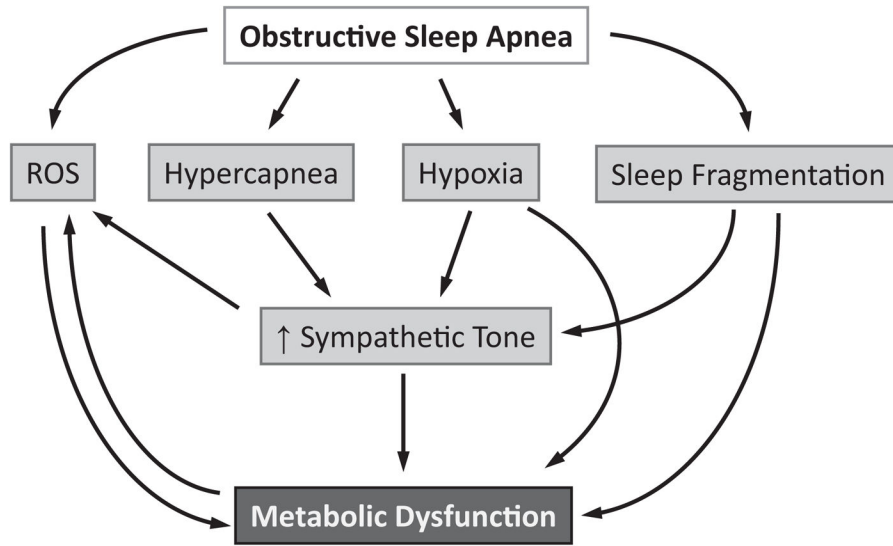 Obstructive Sleep Apnea
ROS
Hypercapnea
Hypoxia
Sleep Fragmentation
↑ Sympathetic Tone
Metabolic Dysfunction